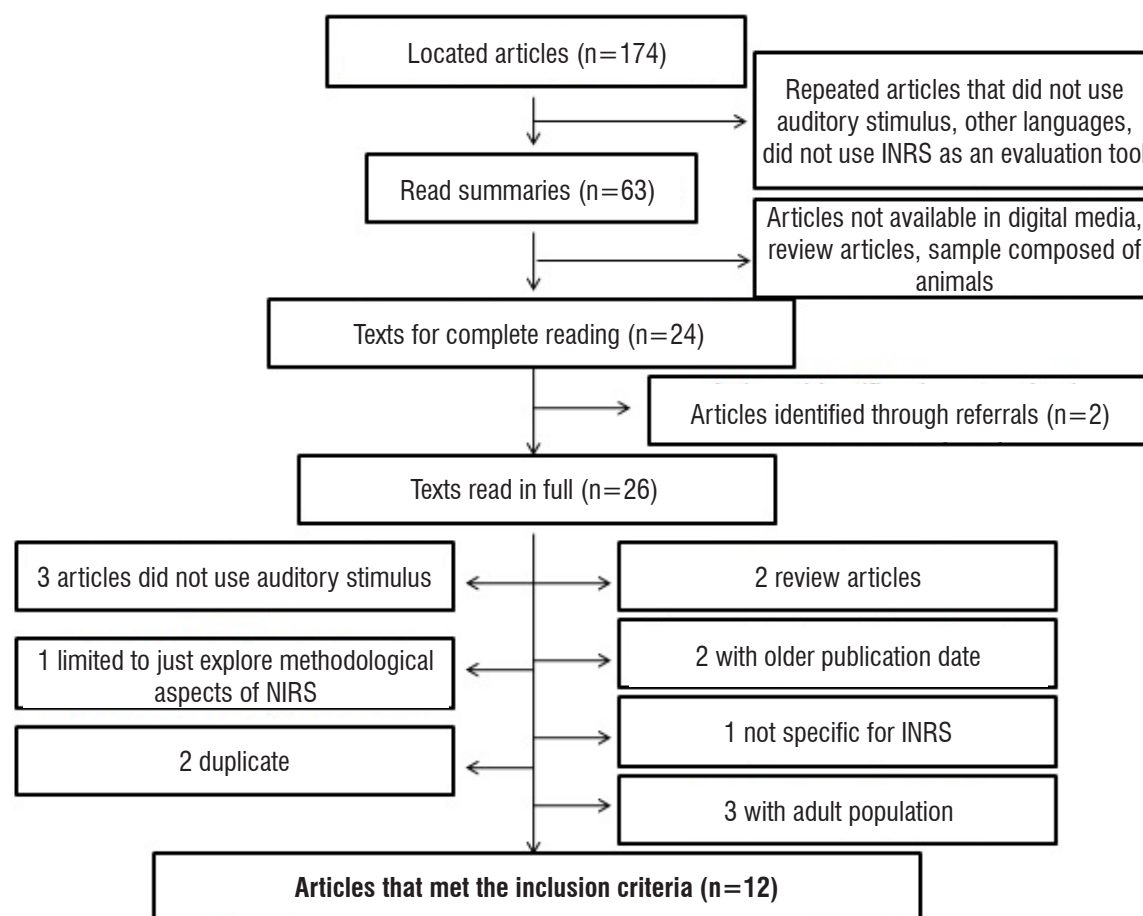 Located articles (n=174)
Repeated articles that did not use
auditory stimulus, other languages,
did not use INRS as an evaluation tool
Read summaries (n=63)
Articles not available in digital media,
review articles, sample composed of
animals
Texts for complete reading (n=24)
Articles identified through referrals (n=2)
Texts read in full (n=26)
3 articles did not use auditory stimulus
2 review articles
1 limited to just explore methodological
aspects of NIRS
2 with older publication date
1 not specific for INRS
2 duplicate
3 with adult population
Articles that met the inclusion criteria (n=12)